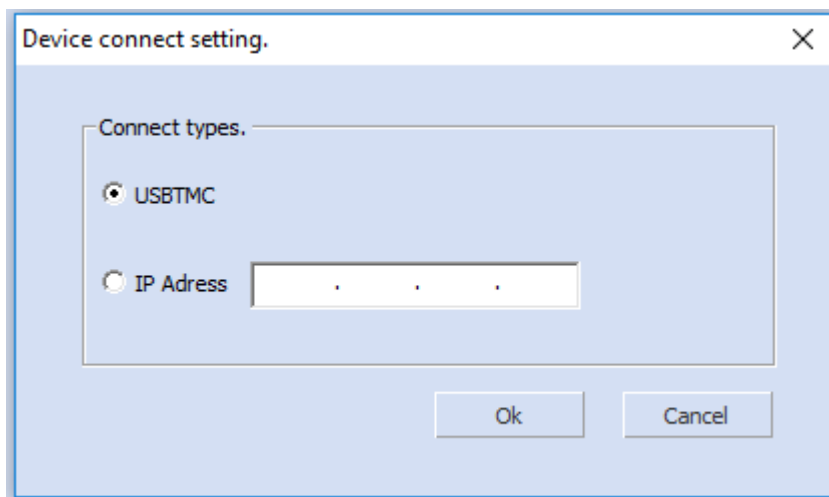 Device connect setting.
Connect types.
USBTMC
IP Adress . . .
Ok Cancel